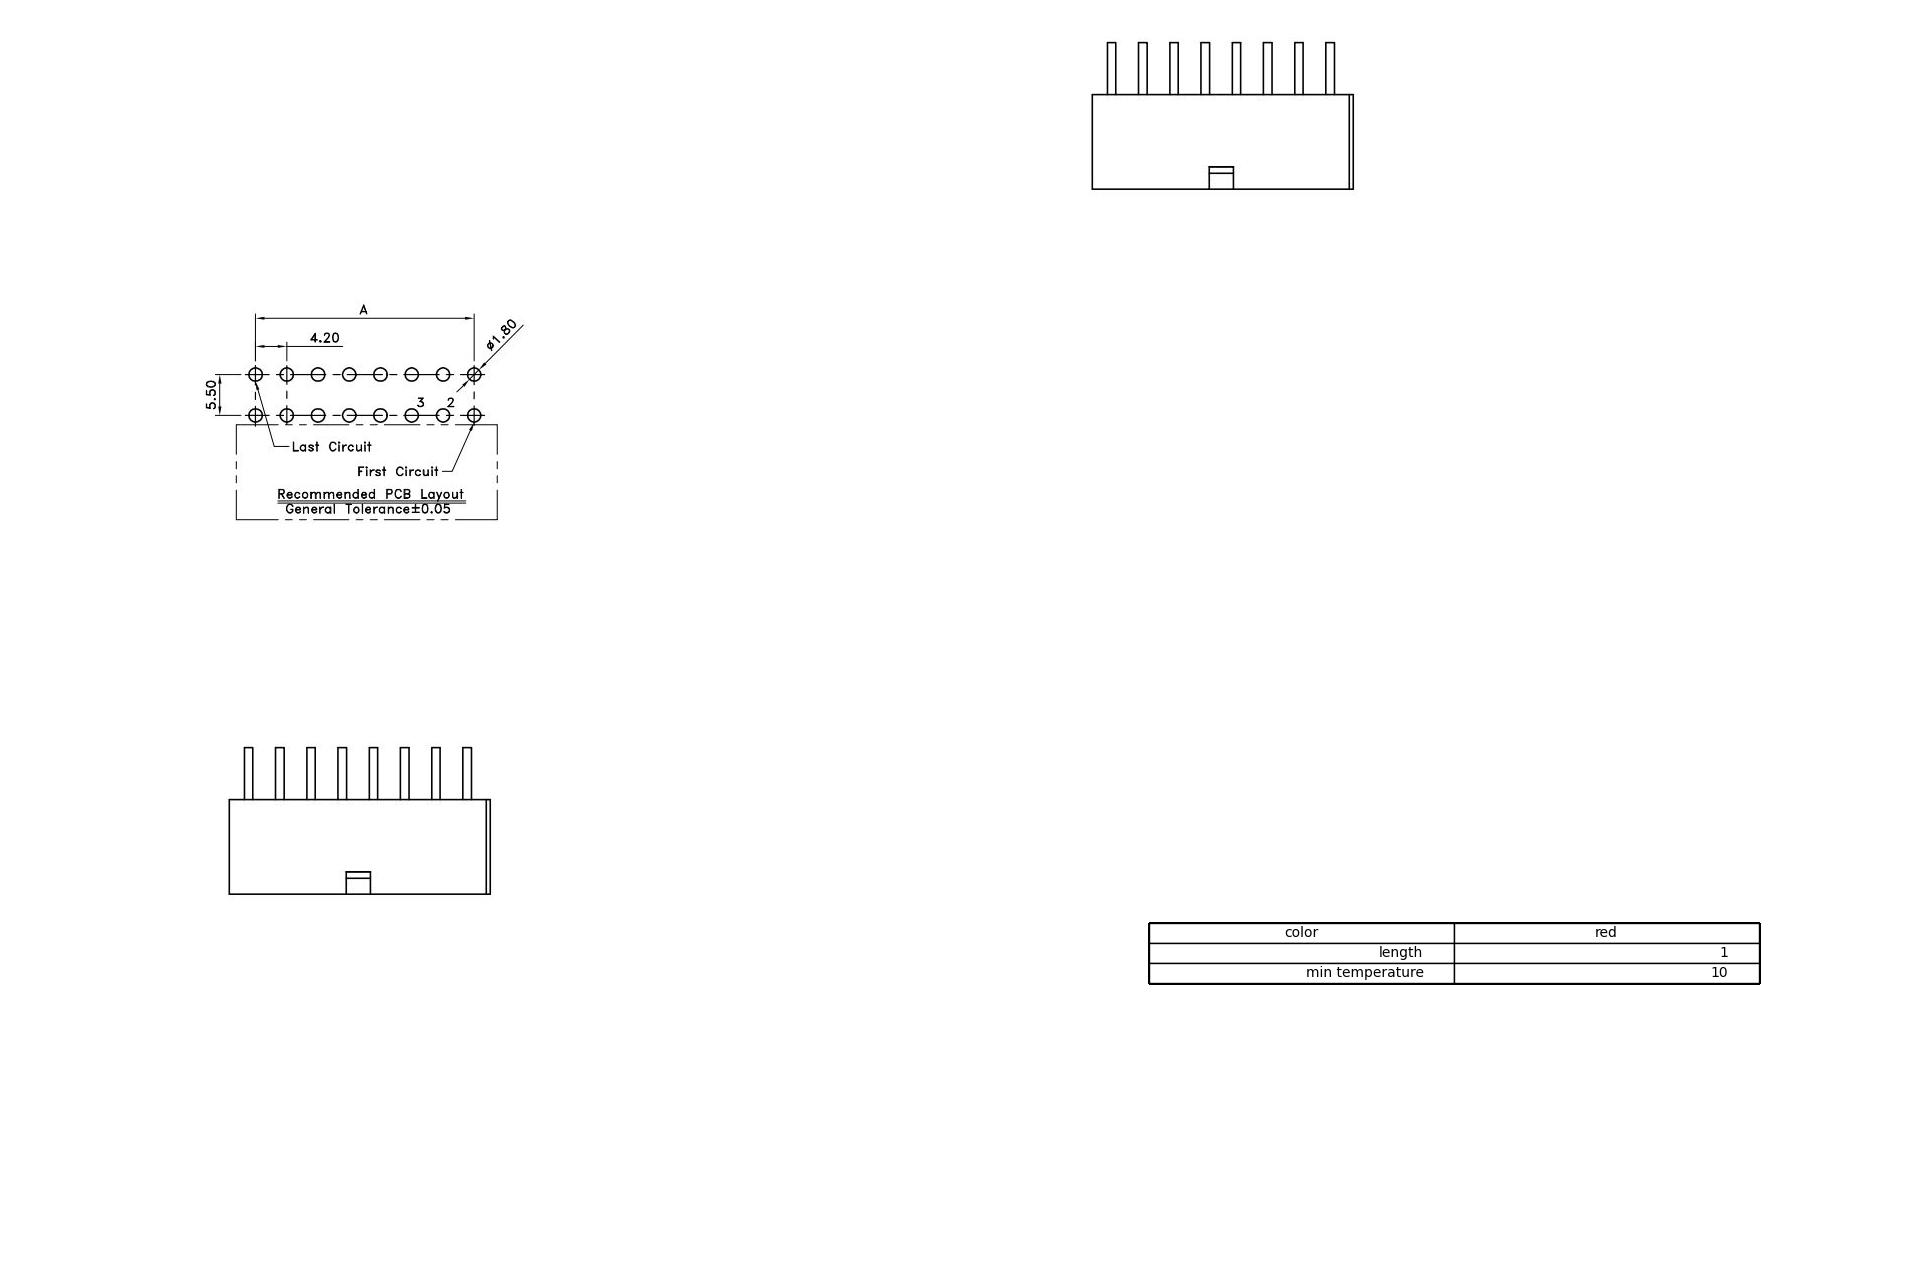 A
4.20
ø1.80
5.50
3 2
Last Circuit
First Circuit
Recommended PCB Layout
General Tolerance±0.05
color red
length 1
min temperature 10